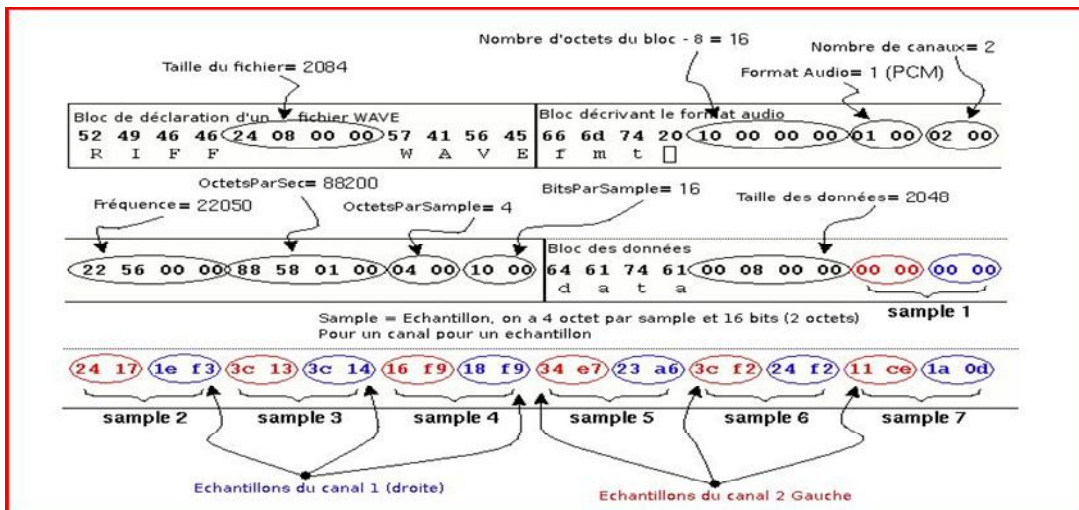 Nombre d'octets du bloc - 8 = 16
Nombre de canaux= 2
Taille du fichier= 2084
Format Audio= 1 (PCM)
Bloc de déclaration d'un fichier WAVE
Bloc décrivant le format audio
52 49 46 46 24 08 00 00 57 41 56 45 66 6d 74 20 10 00 00 00 01 00 02 00
R I F F W A V E f m t
OctetsParSec= 88200
BitsParSample= 16
Fréquence= 22050
OctetsParSample= 4
Taille des données= 2048
Bloc des données
22 56 00 00 88 58 01 00 04 00 10 00 64 61 74 61 00 08 00 00 00 00 00 00
d a t a
sample 1
Sample = Echantillon, on a 4 octet par sample et 16 bits (2 octets)
Pour un canal pour un echantillon
24 17 1e f3 3c 13 3c 14 16 f9 18 f9 34 e7 23 a6 3c f2 24 f2 11 ce 1a 0d
sample 2 sample 3 sample 4 sample 5 sample 6 sample 7
Echantillons du canal 1 (droite)
Echantillons du canal 2 Gauche